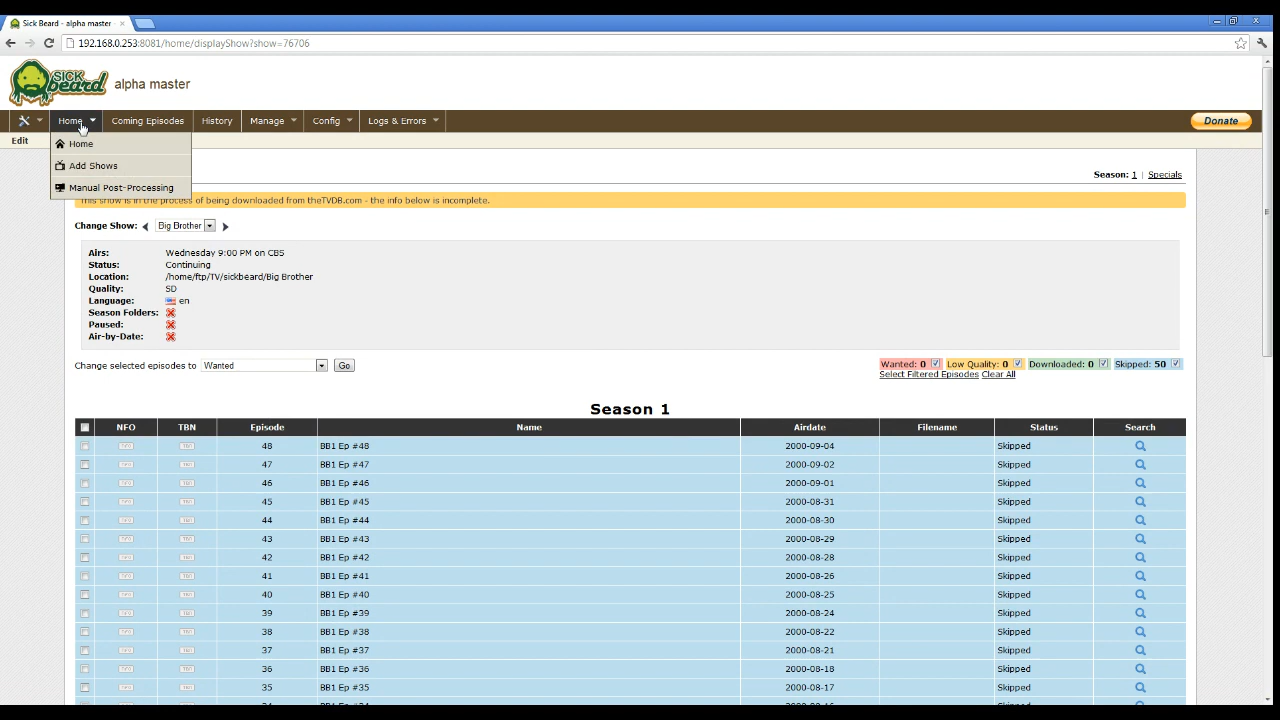 Sick Beard - alpha master
192.168.0.253:8081/home/displayShow?show=76706
SICK beard alpha master
Home Coming Episodes History Manage Config Logs & Errors Donate
Edit
Home
Add Shows
Manual Post-Processing
Season: 1 | Specials
This show is in the process of being downloaded from theTVDB.com - the info below is incomplete.
Change Show: Big Brother
Airs: Wednesday 9:00 PM on CBS
Status: Continuing
Location: /home/ftp/TV/sickbeard/Big Brother
Quality: SD
Language: en
Season Folders:
Paused:
Air-by-Date:
Change selected episodes to Wanted Go
Wanted: 0 Low Quality: 0 Downloaded: 0 Skipped: 50
Select Filtered Episodes Clear All
Season 1
NFO TBN Episode Name Airdate Filename Status Search
48 BB1 Ep #48 2000-09-04 Skipped
47 BB1 Ep #47 2000-09-02 Skipped
46 BB1 Ep #46 2000-09-01 Skipped
45 BB1 Ep #45 2000-08-31 Skipped
44 BB1 Ep #44 2000-08-30 Skipped
43 BB1 Ep #43 2000-08-29 Skipped
42 BB1 Ep #42 2000-08-28 Skipped
41 BB1 Ep #41 2000-08-26 Skipped
40 BB1 Ep #40 2000-08-25 Skipped
39 BB1 Ep #39 2000-08-24 Skipped
38 BB1 Ep #38 2000-08-22 Skipped
37 BB1 Ep #37 2000-08-21 Skipped
36 BB1 Ep #36 2000-08-18 Skipped
35 BB1 Ep #35 2000-08-17 Skipped